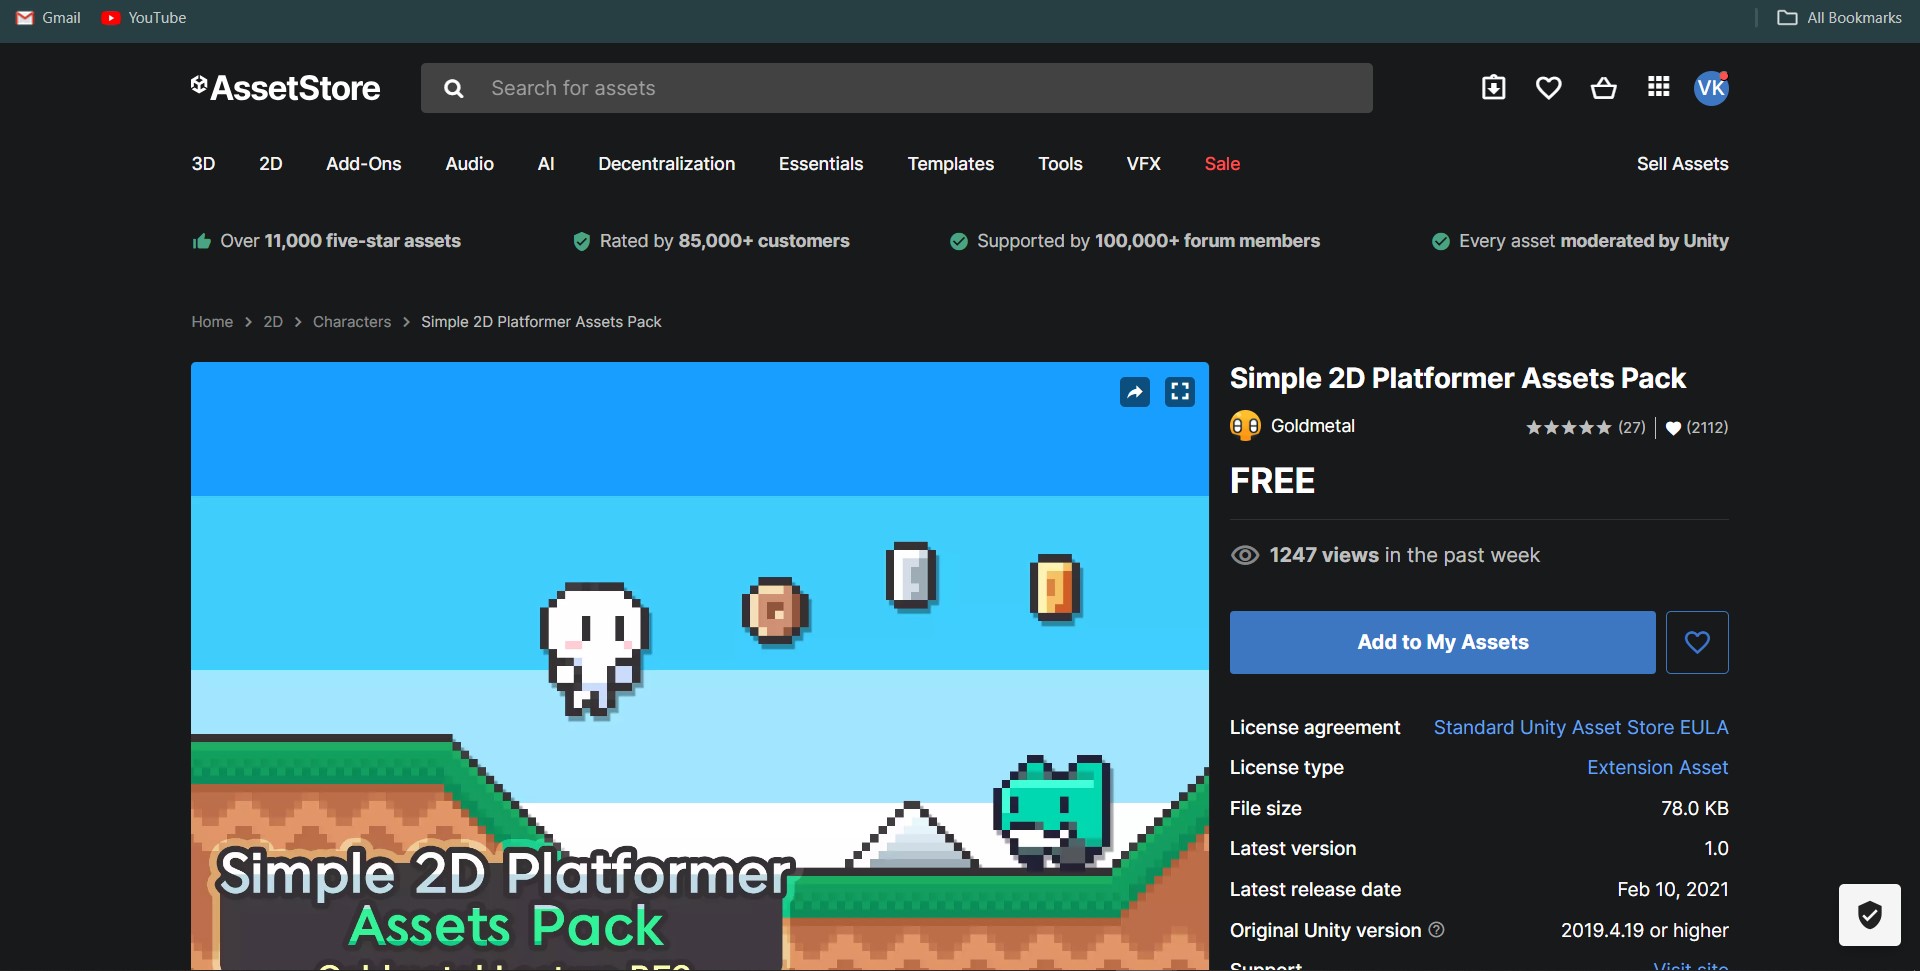 Gmail YouTube All Bookmarks
AssetStore Search for assets VK
3D 2D Add-Ons Audio AI Decentralization Essentials Templates Tools VFX Sale Sell Assets
Over 11,000 five-star assets Rated by 85,000+ customers Supported by 100,000+ forum members Every asset moderated by Unity
Home > 2D > Characters > Simple 2D Platformer Assets Pack
Simple 2D Platformer Assets Pack
Goldmetal (27) (2112)
FREE
1247 views in the past week
Add to My Assets
License agreement Standard Unity Asset Store EULA
License type Extension Asset
File size 78.0 KB
Latest version 1.0
Latest release date Feb 10, 2021
Original Unity version 2019.4.19 or higher
Support Visit site
Simple 2D Platformer
Assets Pack